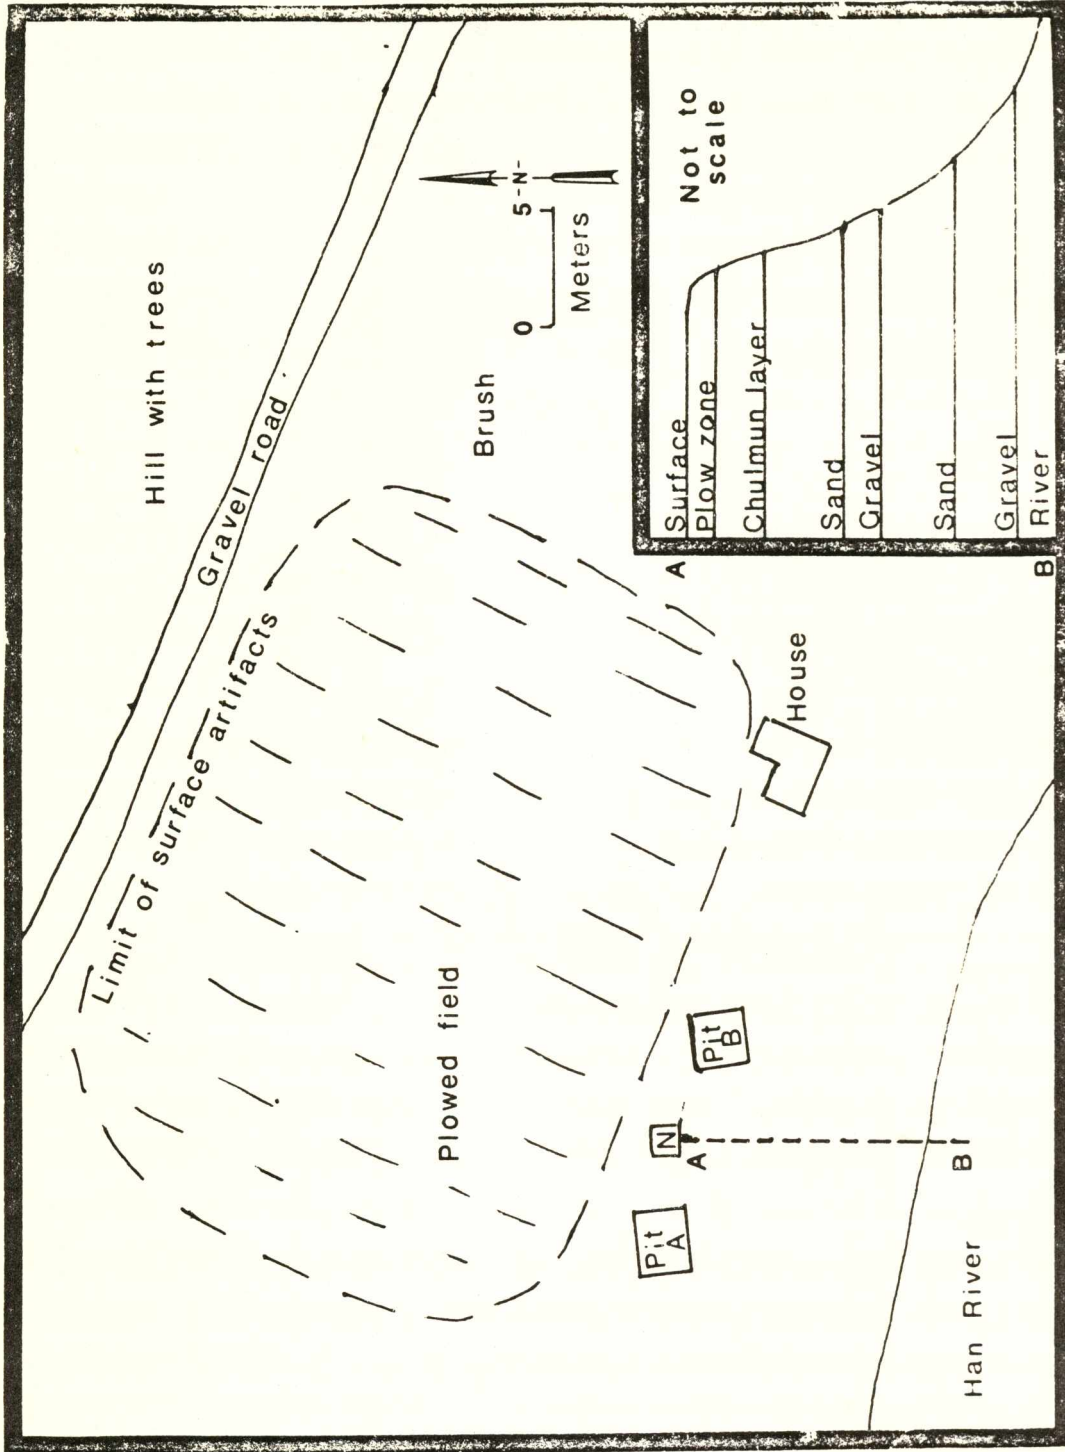 Hill with trees
Gravel road
Limit of surface artifacts
Plowed field
Brush
-N-
0 5
Meters
House
Pit
A
N
Pit
B
A
B
Han River
A
B
Not to
scale
Surface
Plow zone
Chulmun layer
Sand
Gravel
Sand
Gravel
River